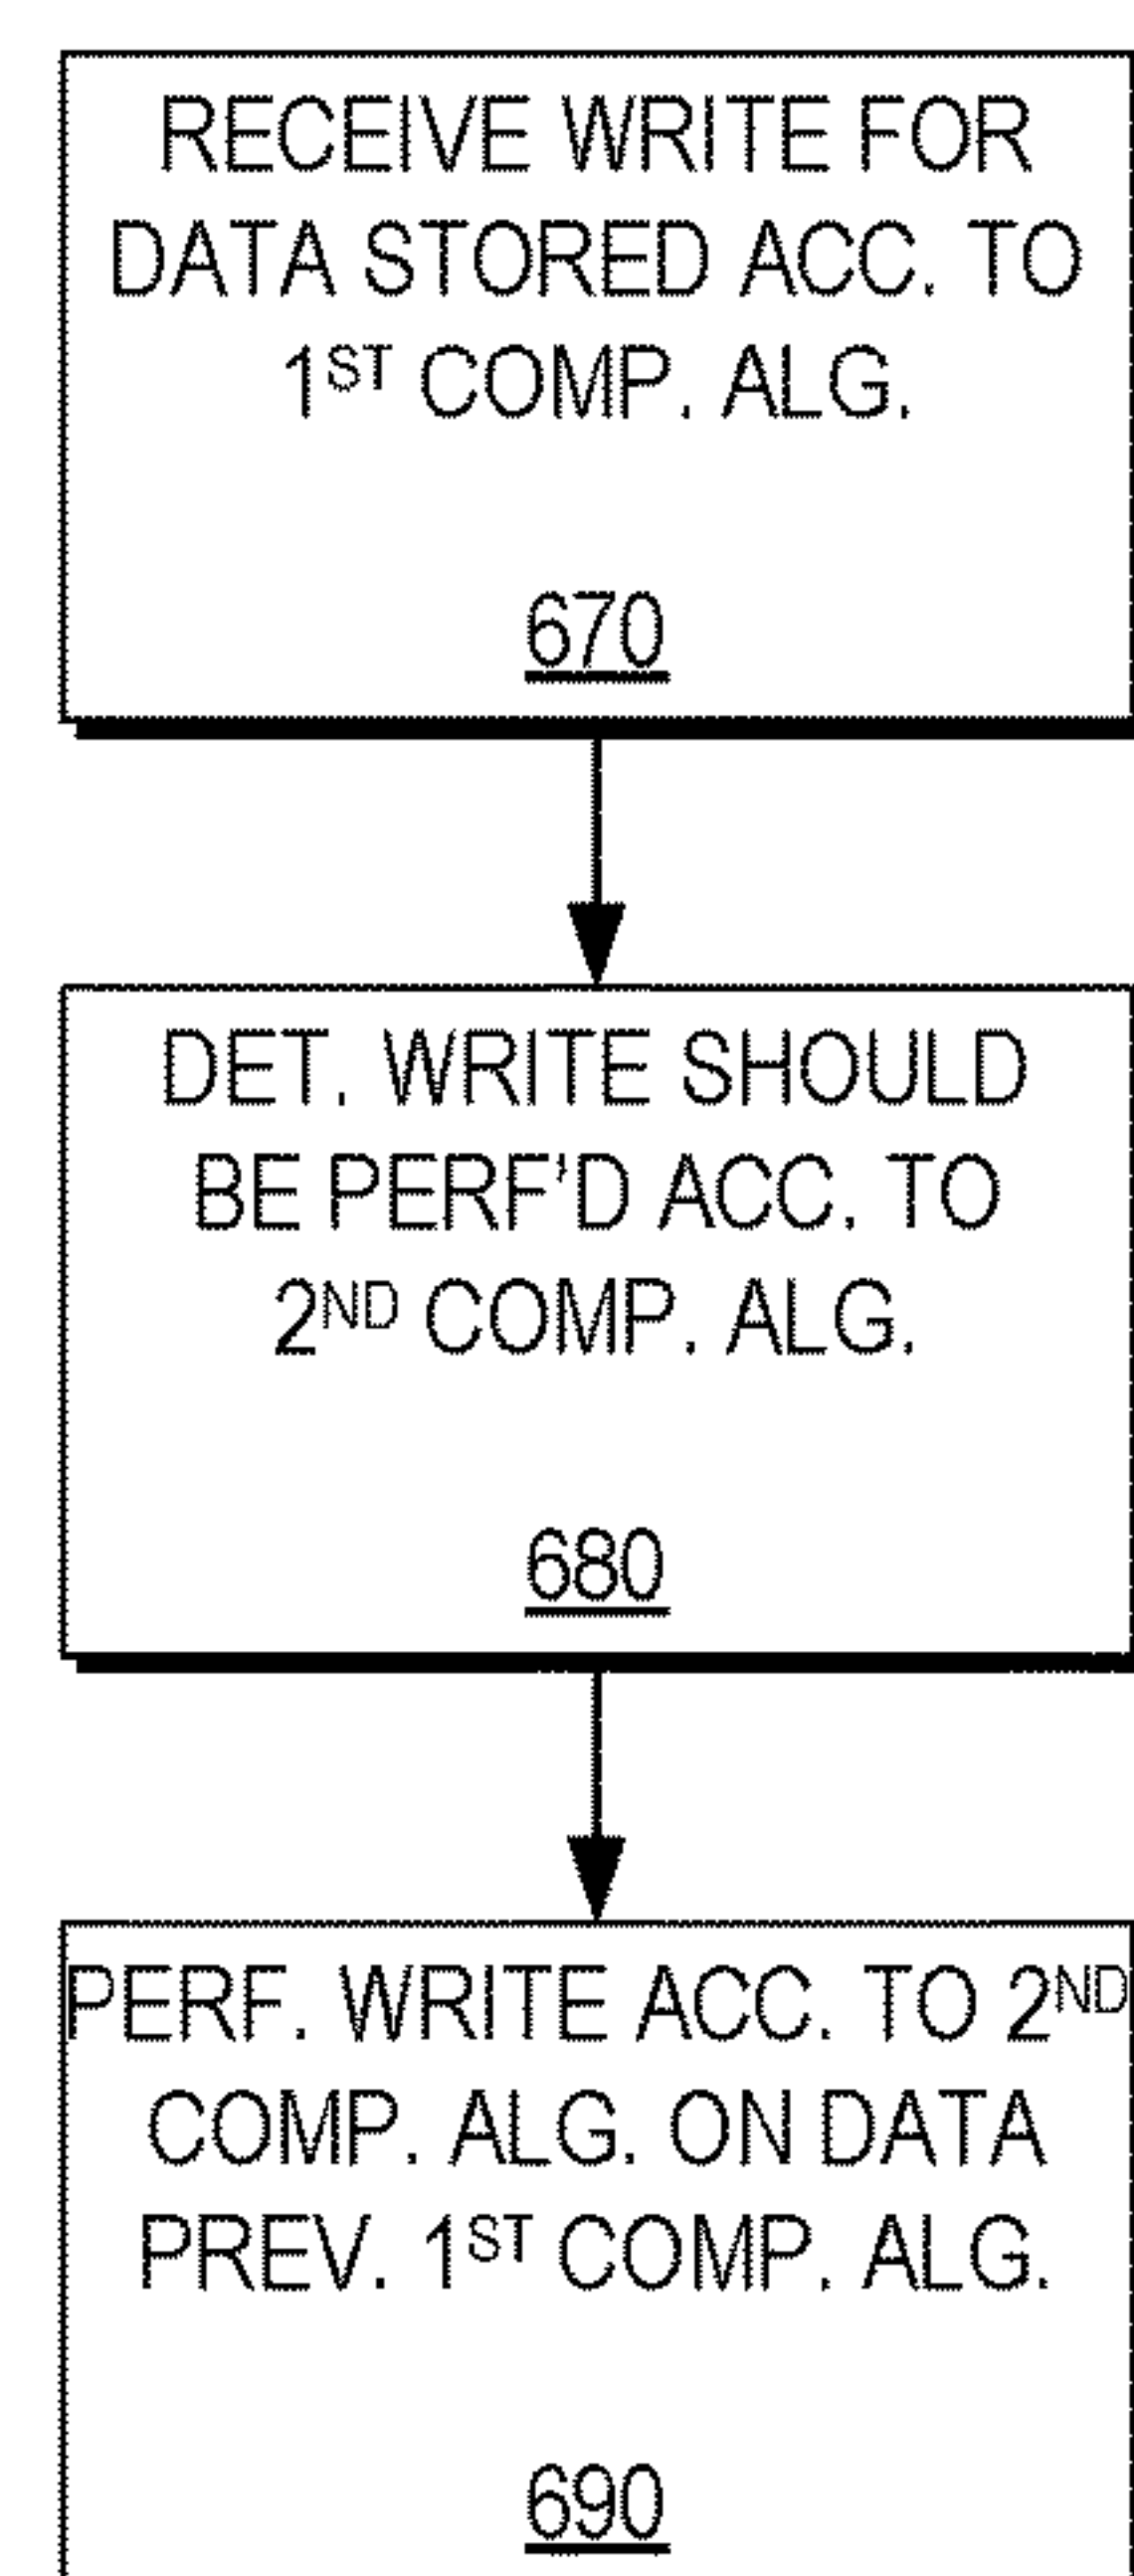 RECEIVE WRITE FOR
DATA STORED ACC. TO
1ST COMP. ALG.
670
DET. WRITE SHOULD
BE PERF'D ACC. TO
2ND COMP. ALG.
680
PERF. WRITE ACC. TO 2ND
COMP. ALG. ON DATA
PREV. 1ST COMP. ALG.
690